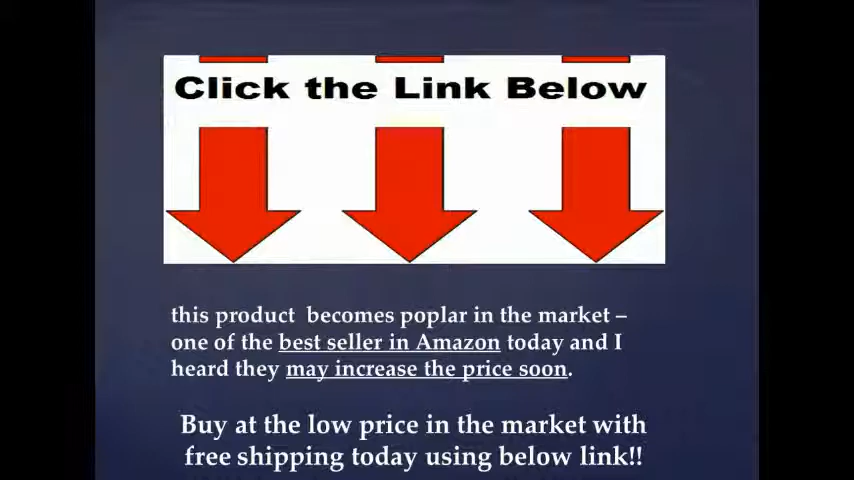 Click the Link Below
this product  becomes poplar in the market –
one of the best seller in Amazon today and I
heard they may increase the price soon.
Buy at the low price in the market with
free shipping today using below link!!